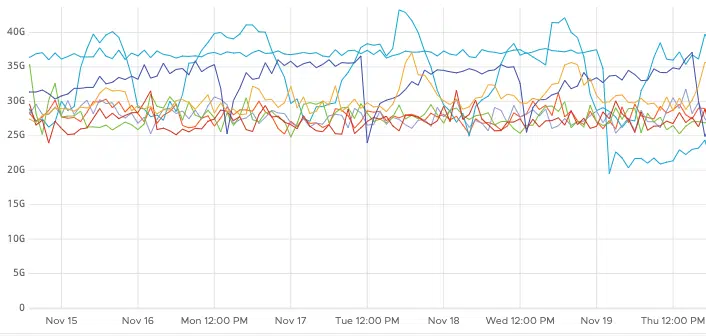 40G
35G
30G
25G
20G
15G
10G
5G
0
Nov 15 Nov 16 Mon 12:00 PM Nov 17 Tue 12:00 PM Nov 18 Wed 12:00 PM Nov 19 Thu 12:00 PM